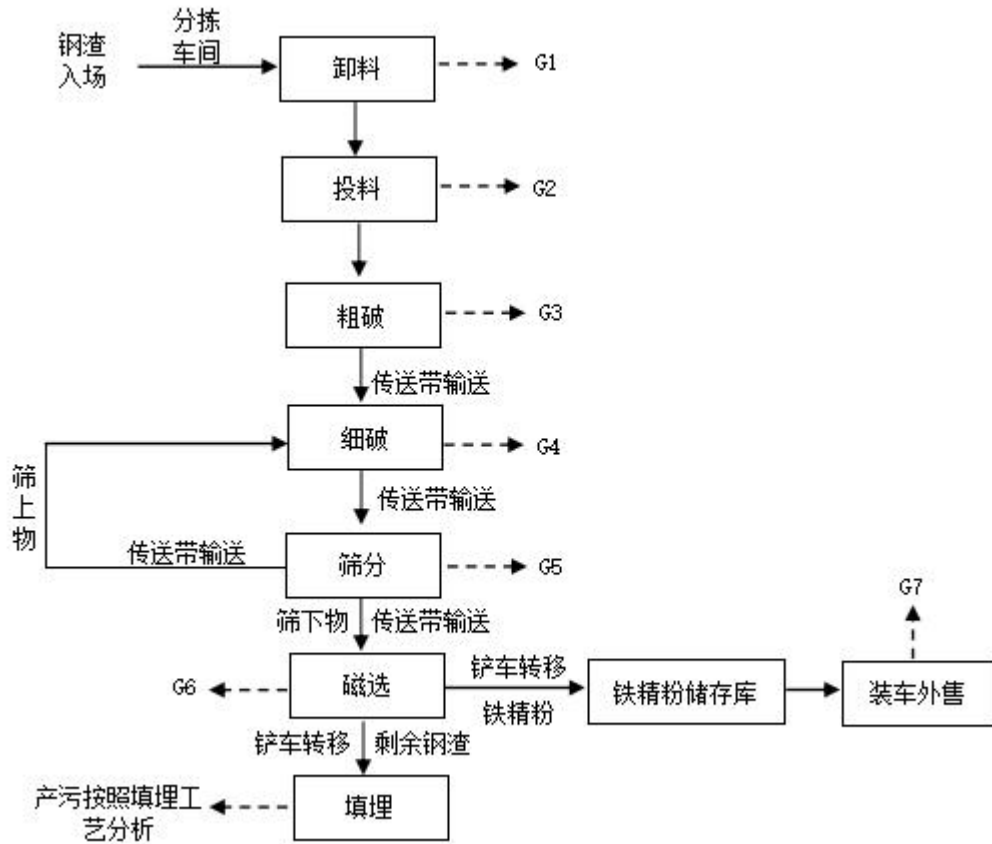 钢渣
入场
分拣
车间
卸料
G1
投料
G2
粗破
G3
传送带输送
细破
G4
筛上物
传送带输送
传送带输送
筛分
G5
筛下物 传送带输送
G6
磁选
铲车转移
铁精粉
铁精粉储存库
装车外售
G7
铲车转移 剩余钢渣
填埋
产污按照填埋工
艺分析